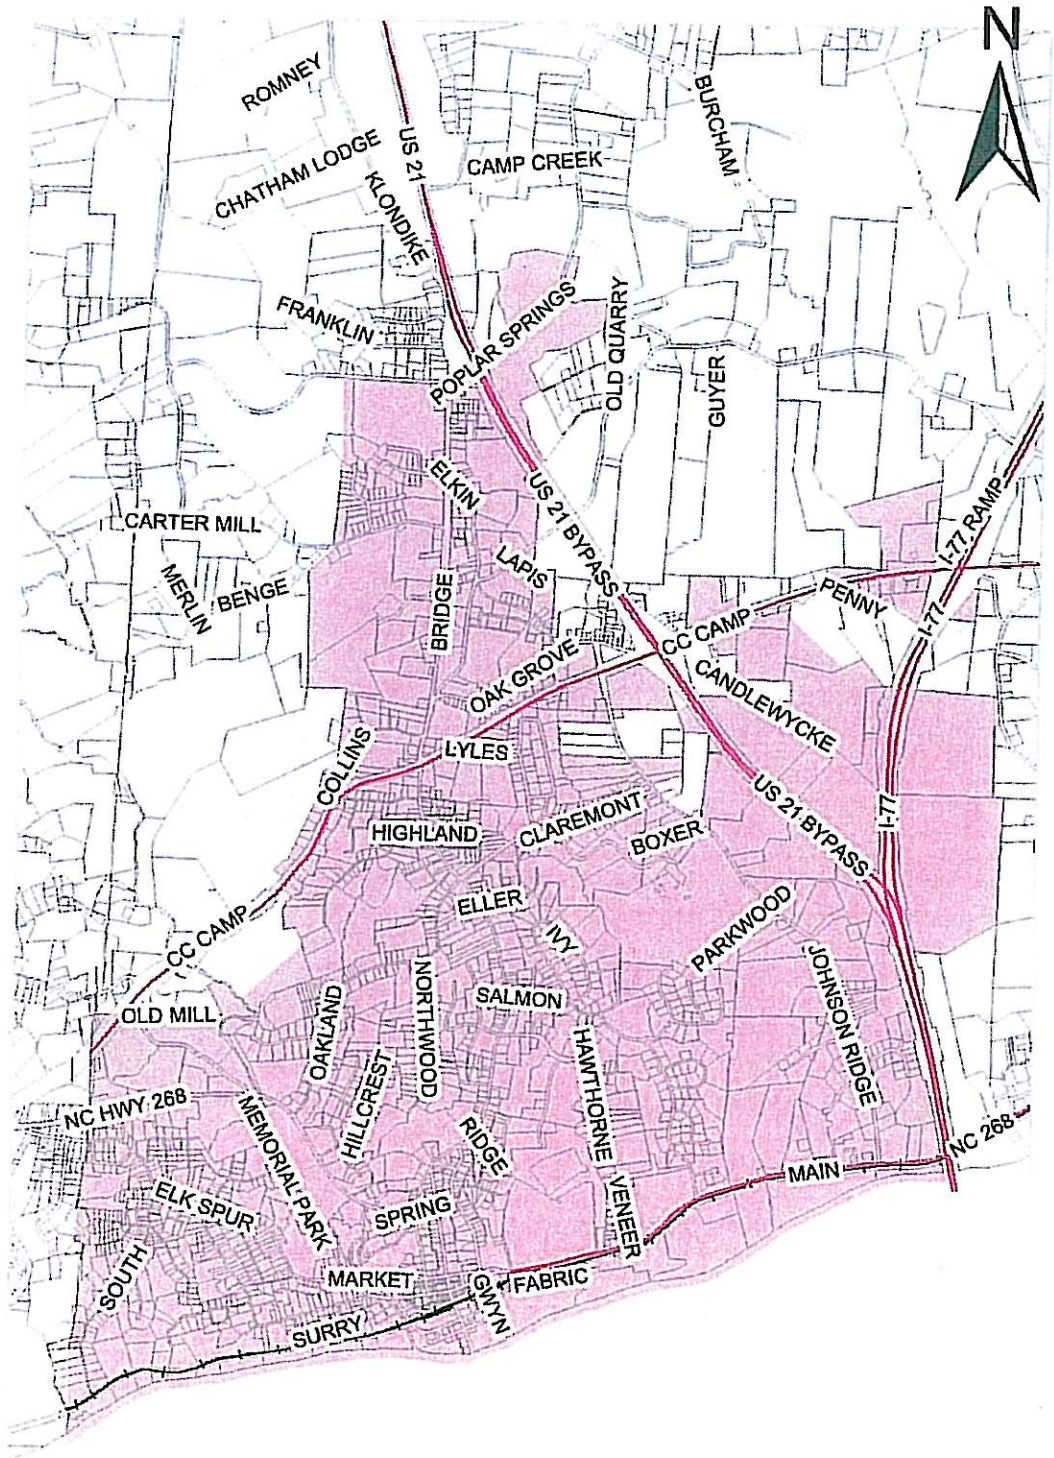 N
ROMNEY
US 21
BURCHAM
CHATHAM LODGE
CAMP CREEK
KLONDIKE
FRANKLIN
POPLAR SPRINGS
OLD QUARRY
GUYER
ELKIN
US 21 BYPASS
I-77 RAMP
CARTER MILL
MERLIN
BENGE
LAPIS
BRIDGE
PENNY
I-77
CC CAMP
OAK GROVE
CANDLEWYCKE
COLLINS
LYLES
US 21 BYPASS
I-77
HIGHLAND
CLAREMONT
BOXER
ELLER
IVY
PARKWOOD
CC CAMP
JOHNSON RIDGE
OLD MILL
OAKLAND
NORTHWOOD
SALMON
HAWTHORNE
HILLCREST
NC HWY 268
MEMORIAL PARK
RIDGE
NC 268
MAIN
ELK SPUR
SPRING
VENEER
SOUTH
MARKET
GWYN
FABRIC
SURRY